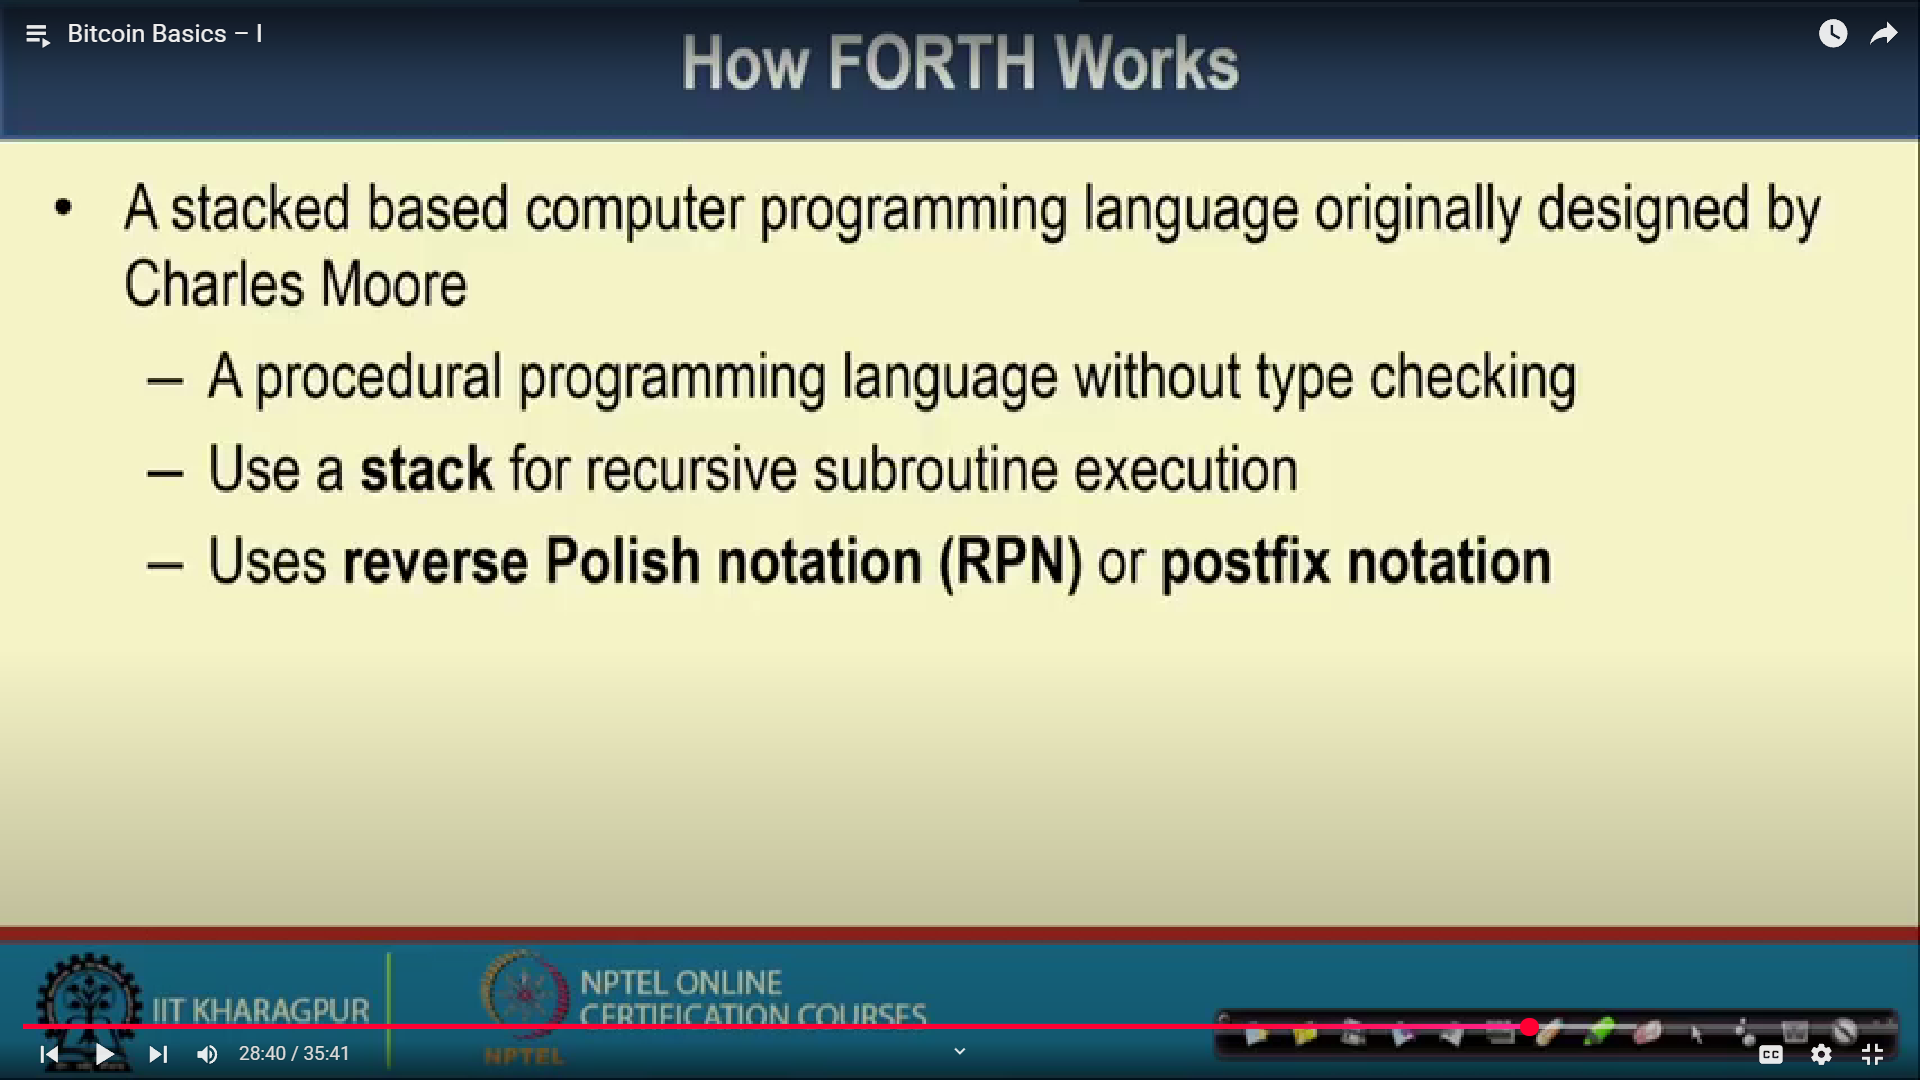 Bitcoin Basics – I
How FORTH Works
• A stacked based computer programming language originally designed by
Charles Moore
– A procedural programming language without type checking
– Use a stack for recursive subroutine execution
– Uses reverse Polish notation (RPN) or postfix notation
IIT KHARAGPUR
NPTEL ONLINE
CERTIFICATION COURSES
NPTEL
28:40 / 35:41
CC